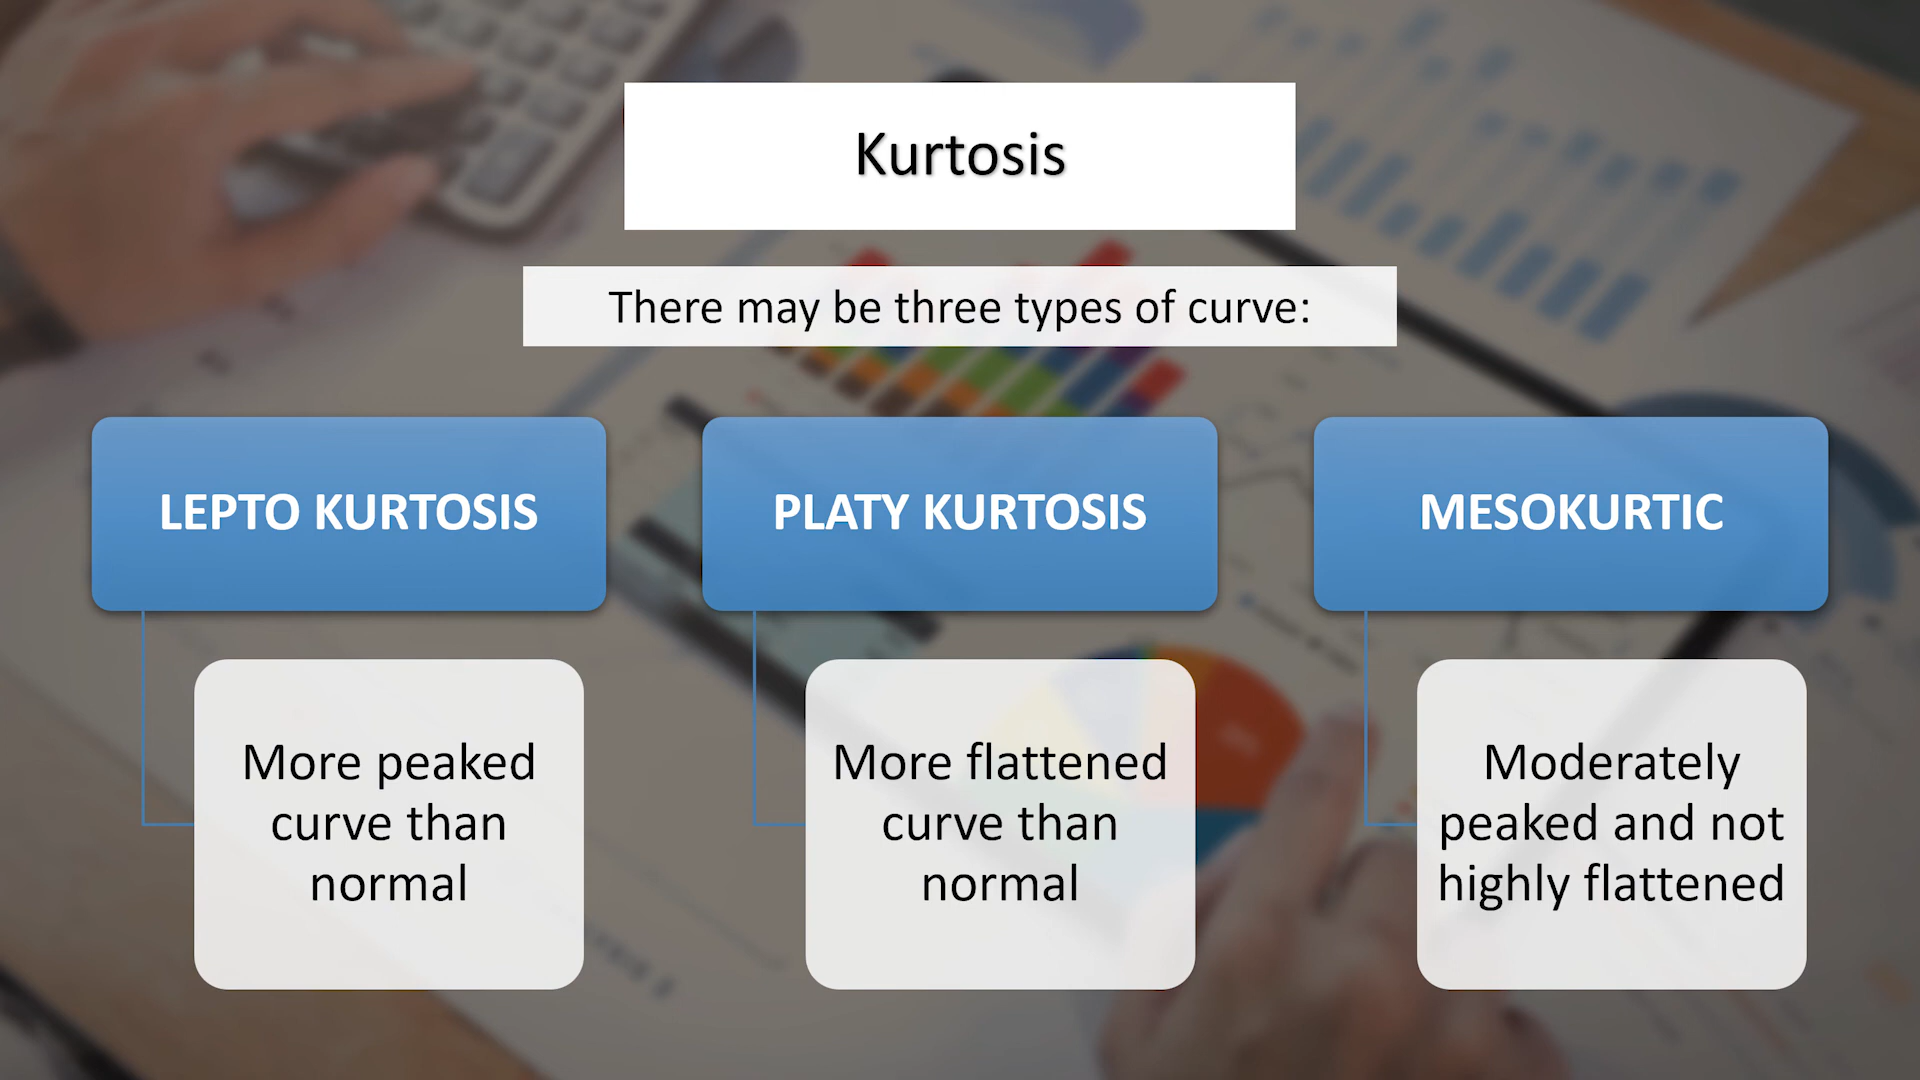 Kurtosis
There may be three types of curve:
LEPTO KURTOSIS
More peaked
curve than
normal
PLATY KURTOSIS
More flattened
curve than
normal
MESOKURTIC
Moderately
peaked and not
highly flattened